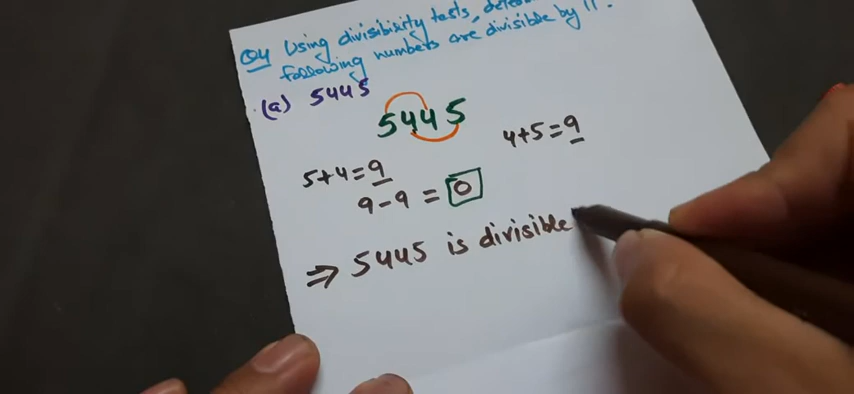 Q4 Using divisibisity tests,
following numbers are divisible by 11.
(a) 5445
5445
4+5=9
5+4=9
9-9=0
⇒ 5445 is divisible